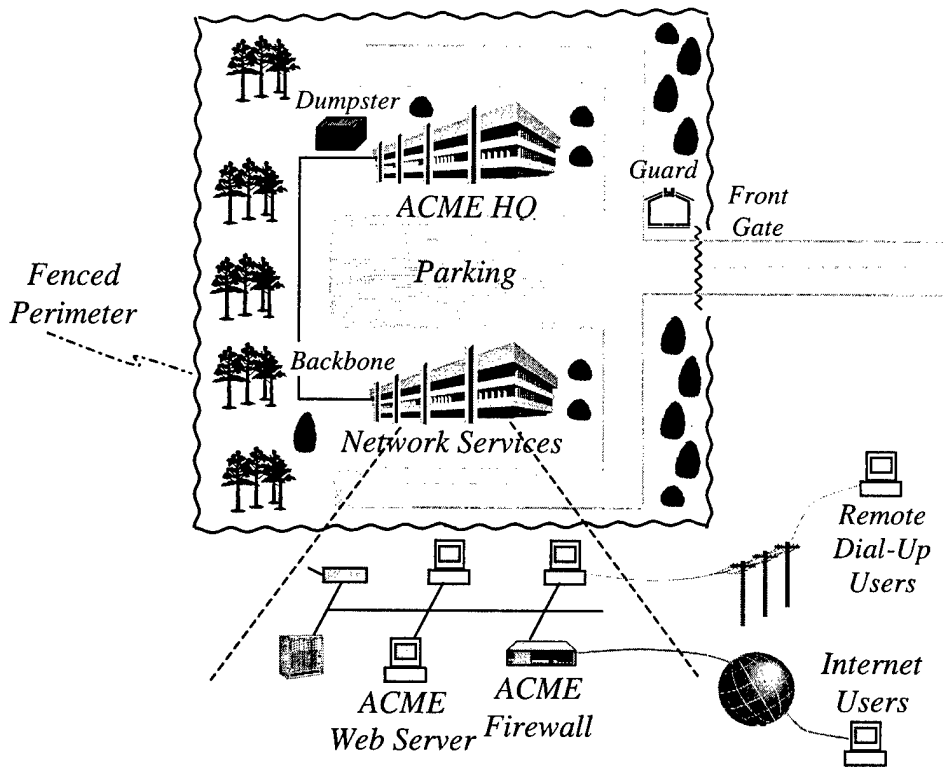 Dumpster
ACME HQ
Guard
Front
Gate
Parking
Fenced
Perimeter
Backbone
Network Services
Remote
Dial-Up
Users
ACME
Web Server
ACME
Firewall
Internet
Users